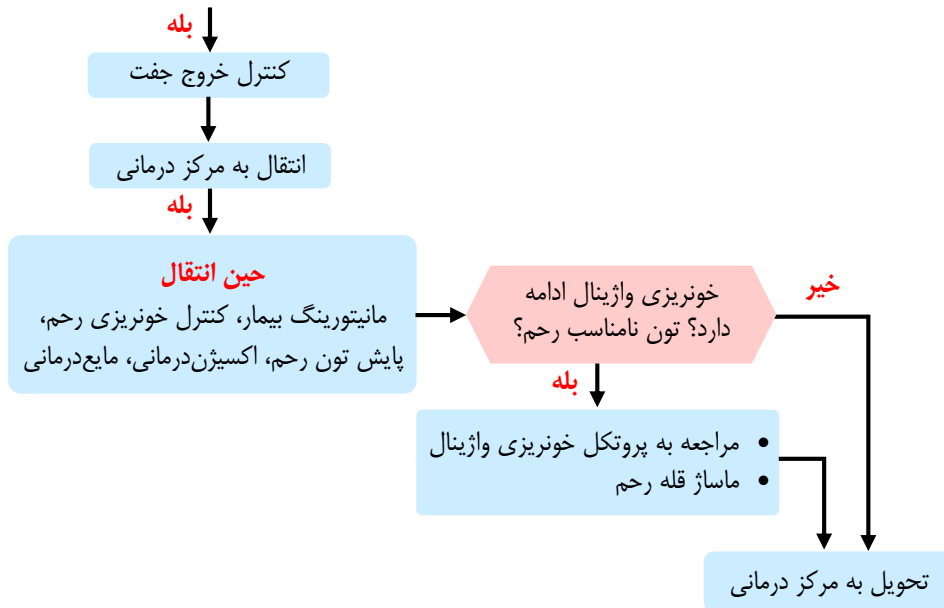 بله
کنترل خروج جفت
انتقال به مرکز درمانی
بله
حین انتقال
مانیتورینگ بیمار، کنترل خونریزی رحم،
پایش تون رحم، اکسیژن‌درمانی، مایع‌درمانی
خونریزی واژینال ادامه
دارد؟ تون نامناسب رحم؟
خیر
بله
• مراجعه به پروتکل خونریزی واژینال
• ماساژ قله رحم
تحویل به مرکز درمانی